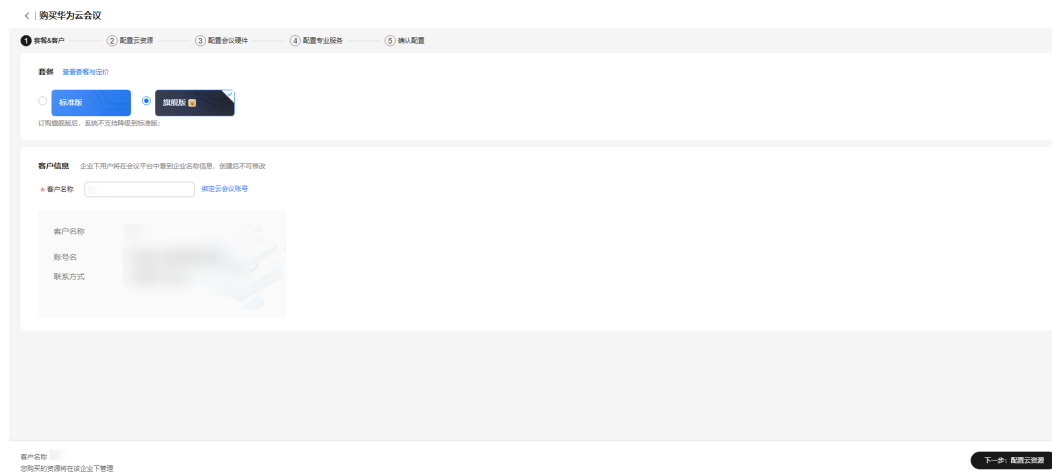 < | 购买华为云会议
1 套餐&客户 2 配置云资源 3 配置会议硬件 4 配置专业服务 5 确认配置
套餐 查看套餐与定价
标准版 旗舰版
订购旗舰版后，系统不支持降级到标准版;
客户信息 企业下用户将在会议平台中看到企业名称信息，创建后不可修改
* 客户名称 绑定云会议账号
客户名称
账号名
联系方式
客户名称
您购买的资源将在该企业下管理
下一步：配置云资源